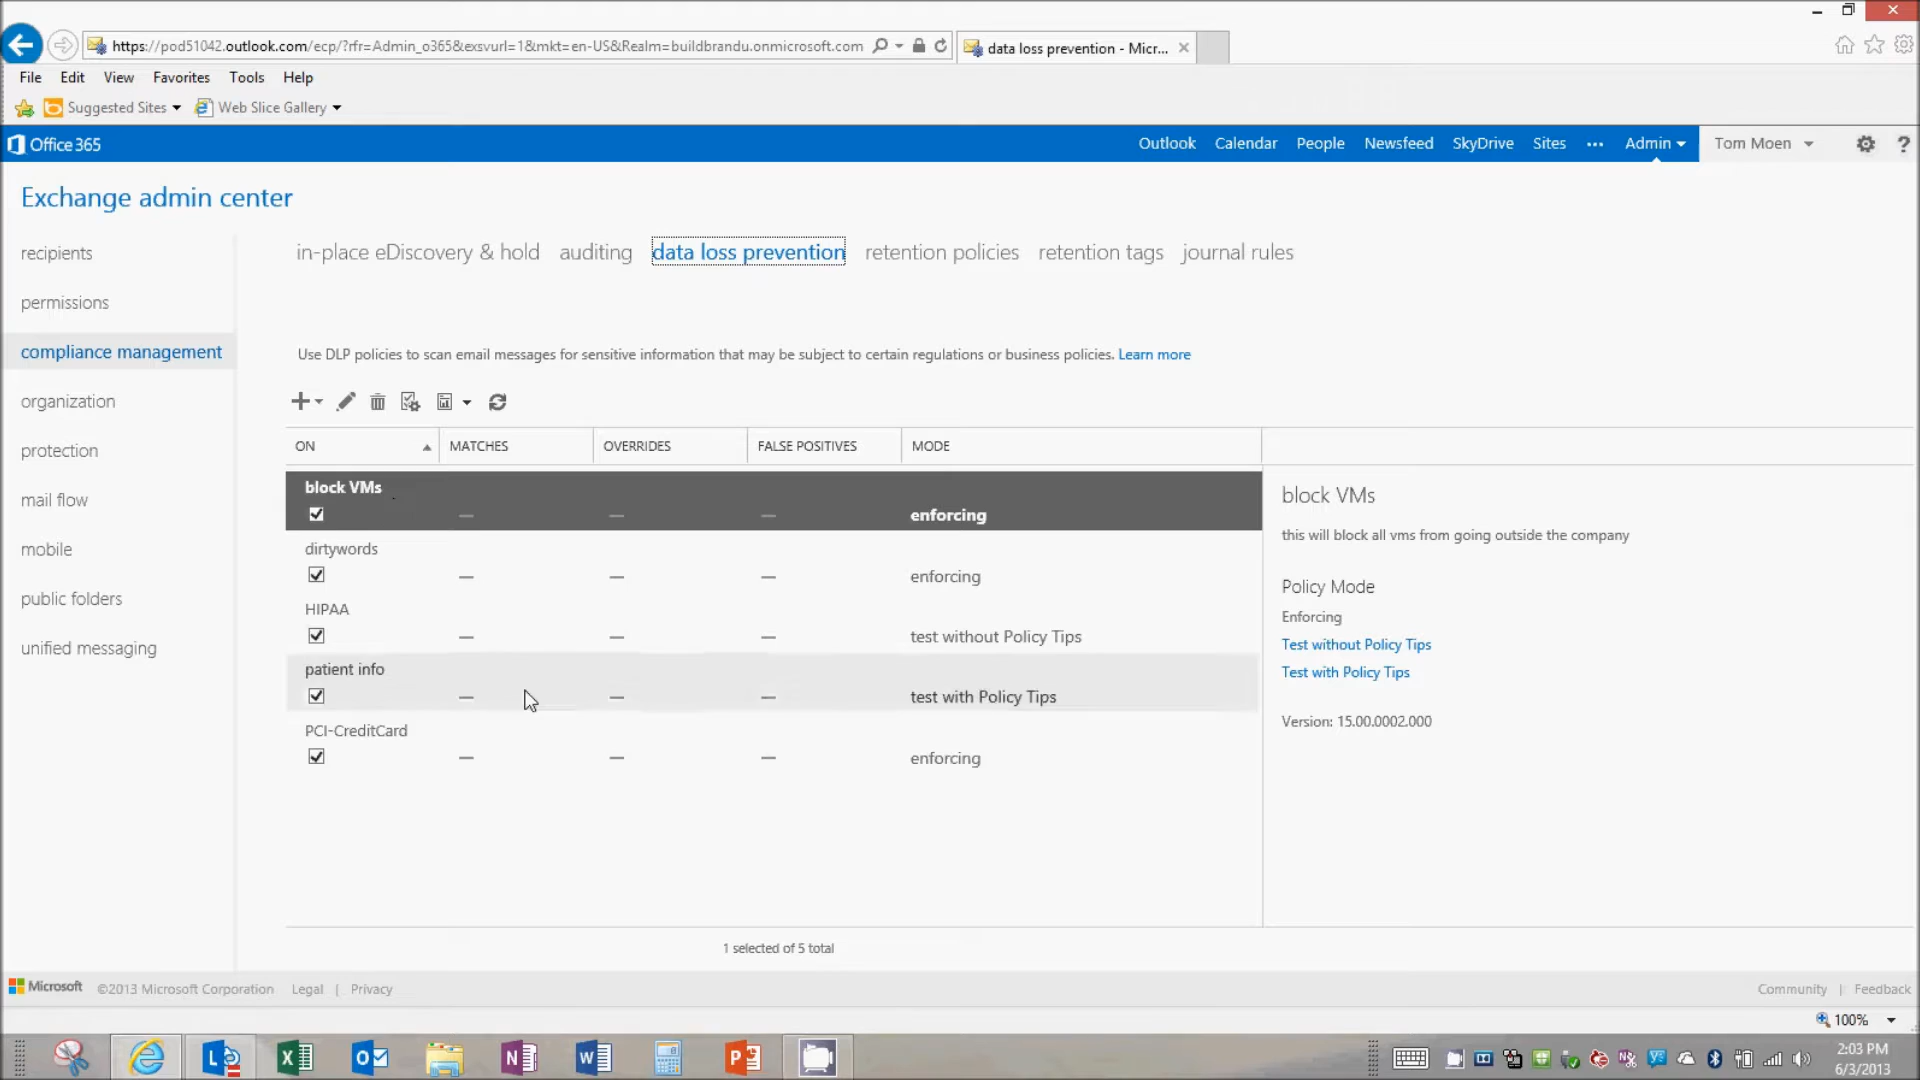 https://pod51042.outlook.com/ecp/?rfr=Admin_o365&exsvurl=1&mkt=en-US&Realm=buildbrandu.onmicrosoft.com
data loss prevention - Micr...
File Edit View Favorites Tools Help
Suggested Sites Web Slice Gallery
Office 365
Outlook Calendar People Newsfeed SkyDrive Sites ... Admin Tom Moen ?
Exchange admin center
recipients
permissions
compliance management
organization
protection
mail flow
mobile
public folders
unified messaging
in-place eDiscovery & hold auditing data loss prevention retention policies retention tags journal rules
Use DLP policies to scan email messages for sensitive information that may be subject to certain regulations or business policies. Learn more
ON MATCHES OVERRIDES FALSE POSITIVES MODE
block VMs
— — — enforcing
dirtywords
— — — enforcing
HIPAA
— — — test without Policy Tips
patient info
— — — test with Policy Tips
PCI-CreditCard
— — — enforcing
1 selected of 5 total
block VMs
this will block all vms from going outside the company
Policy Mode
Enforcing
Test without Policy Tips
Test with Policy Tips
Version: 15.00.0002.000
Microsoft ©2013 Microsoft Corporation Legal | Privacy
Community | Feedback
100%
2:03 PM
6/3/2013